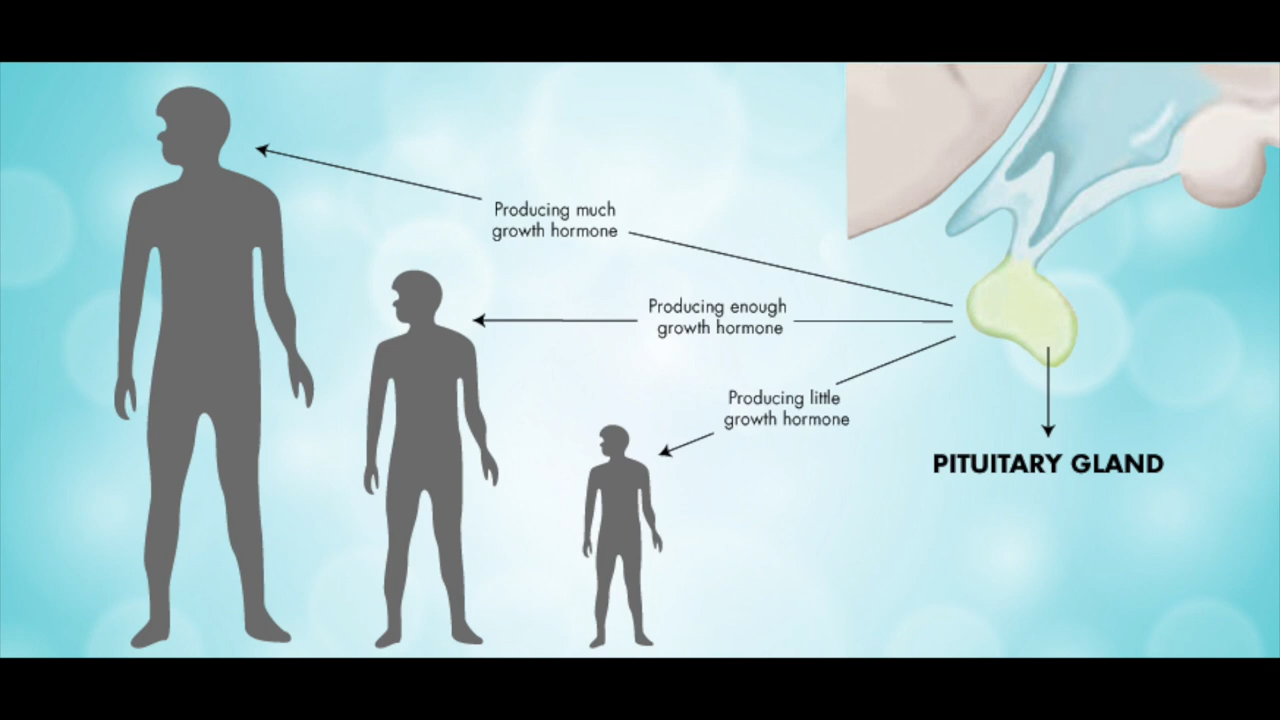 Producing much
growth hormone
Producing enough
growth hormone
Producing little
growth hormone
PITUITARY GLAND